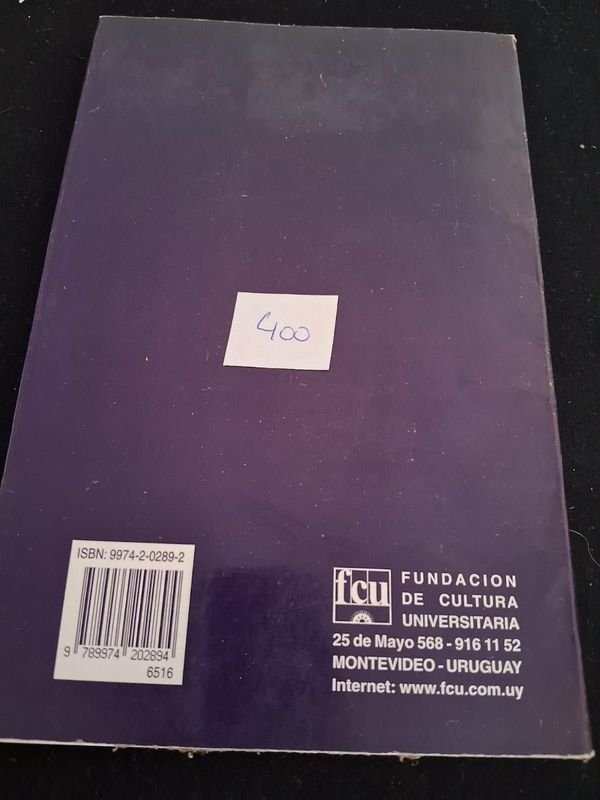 400
ISBN: 9974-2-0289-2
9 789974 202894
6516
fcu
FUNDACION
DE CULTURA
UNIVERSITARIA
25 de Mayo 568 - 916 11 52
MONTEVIDEO - URUGUAY
Internet: www.fcu.com.uy